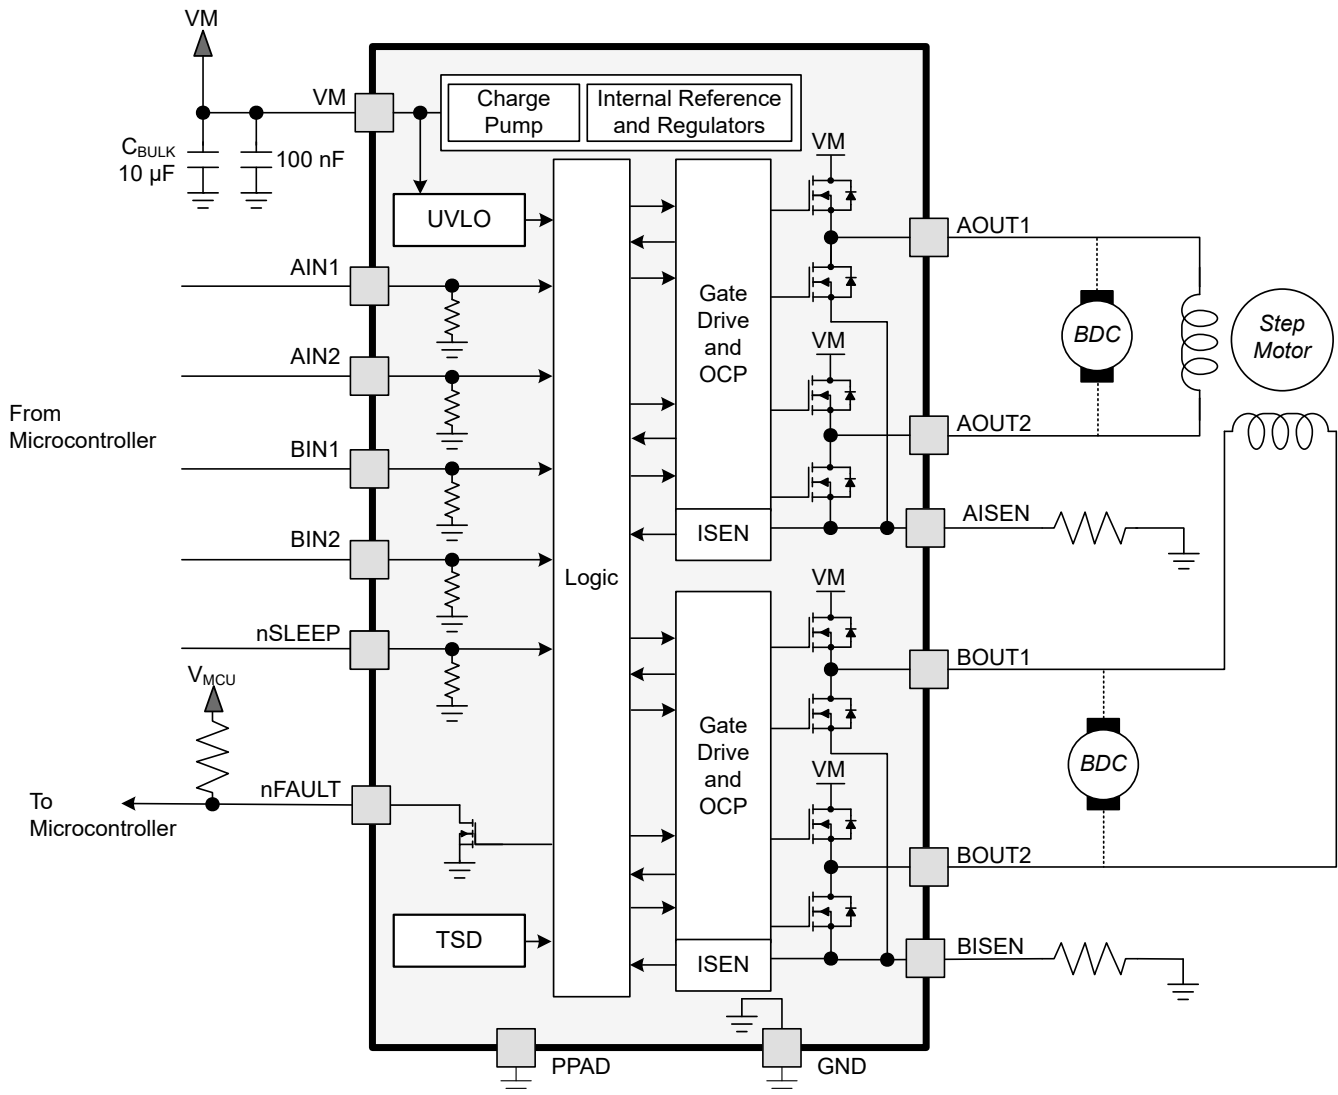 VM
VM
C_BULK
10 µF
100 nF
Charge
Pump
Internal Reference
and Regulators
UVLO
AIN1
AIN2
From
Microcontroller
BIN1
BIN2
nSLEEP
V_MCU
nFAULT
To
Microcontroller
TSD
Logic
Gate
Drive
and
OCP
ISEN
Gate
Drive
and
OCP
ISEN
VM
VM
VM
VM
AOUT1
BDC
Step
Motor
AOUT2
AISEN
BOUT1
BDC
BOUT2
BISEN
PPAD
GND